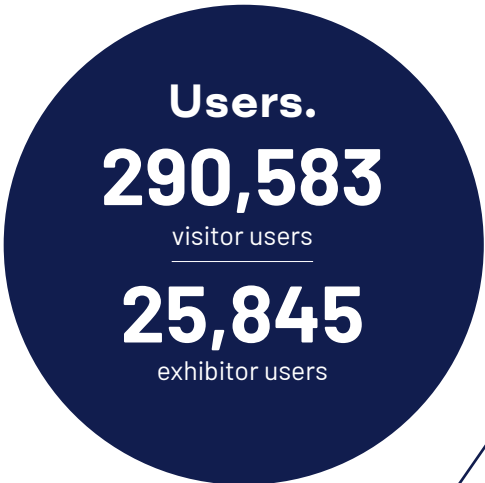 Users.
290,583
visitor users
25,845
exhibitor users